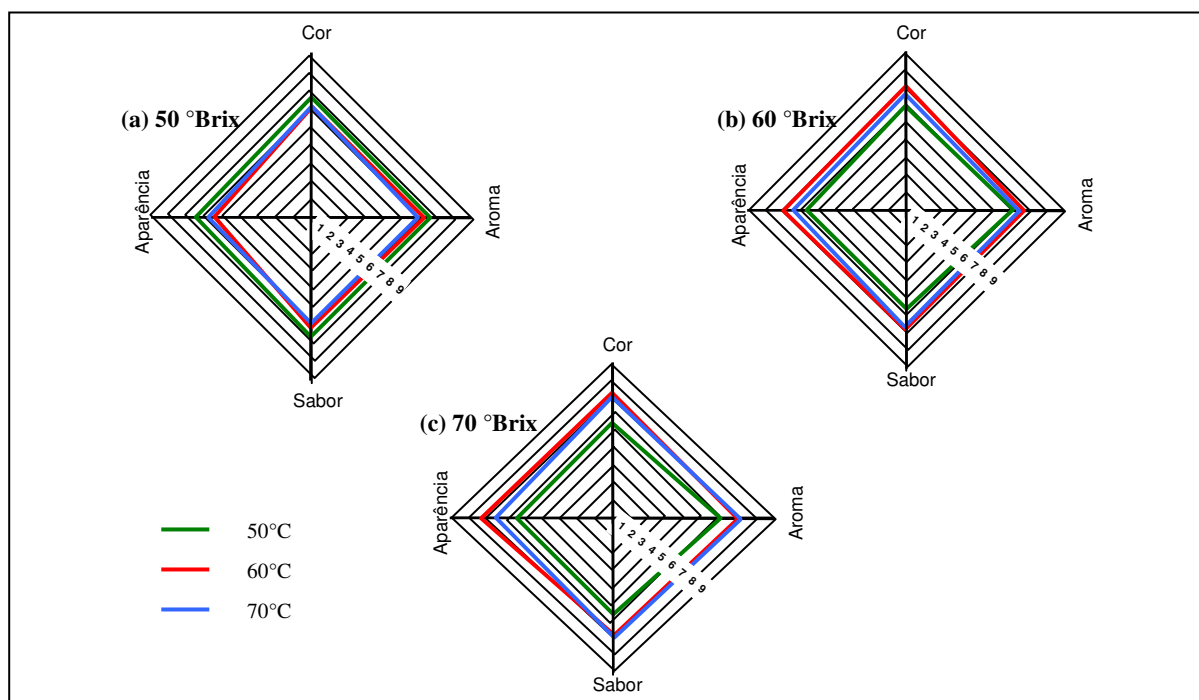 Cor
(a) 50 °Brix
Aparência
Aroma
1 2 3 4 5 6 7 8 9
Sabor
Cor
(b) 60 °Brix
Aparência
Aroma
1 2 3 4 5 6 7 8 9
Sabor
Cor
(c) 70 °Brix
Aparência
Aroma
1 2 3 4 5 6 7 8 9
Sabor
50°C
60°C
70°C